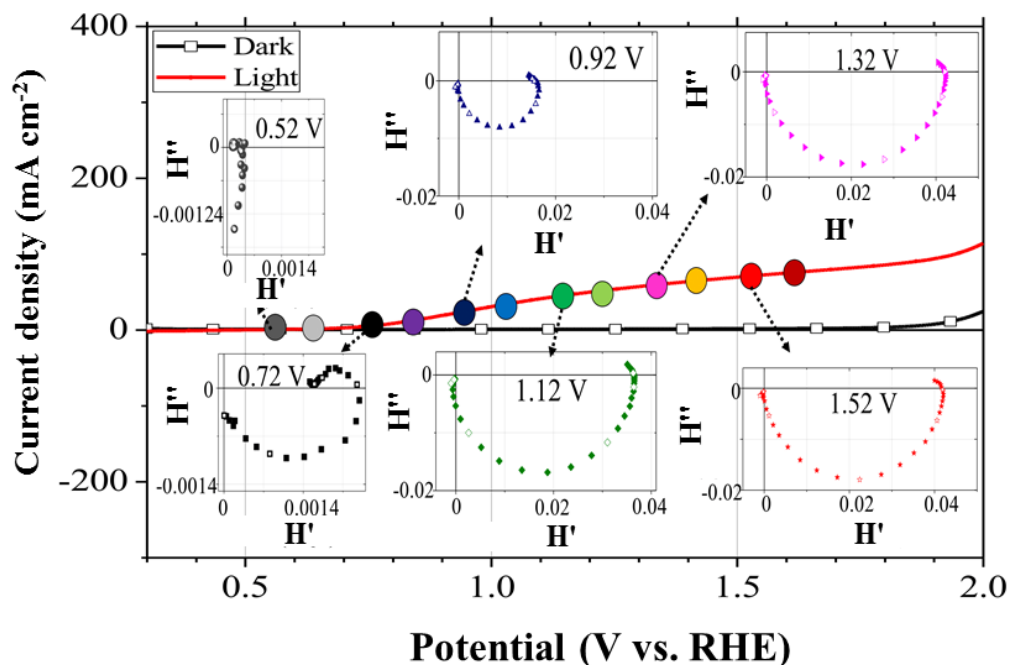 400
200
0
-200
Current density (mA cm⁻²)
Dark
Light
0.52 V
H''
0
-0.00124
0
0.0014
H'
0.92 V
H''
0
-0.02
0
0.02
0.04
H'
1.32 V
H''
0
-0.02
0
0.02
0.04
H'
0.72 V
H''
0
-0.0014
0
0.0014
H'
1.12 V
H''
0
-0.02
0
0.02
0.04
H'
1.52 V
H''
0
-0.02
0
0.02
0.04
H'
0.5
1.0
1.5
2.0
Potential (V vs. RHE)